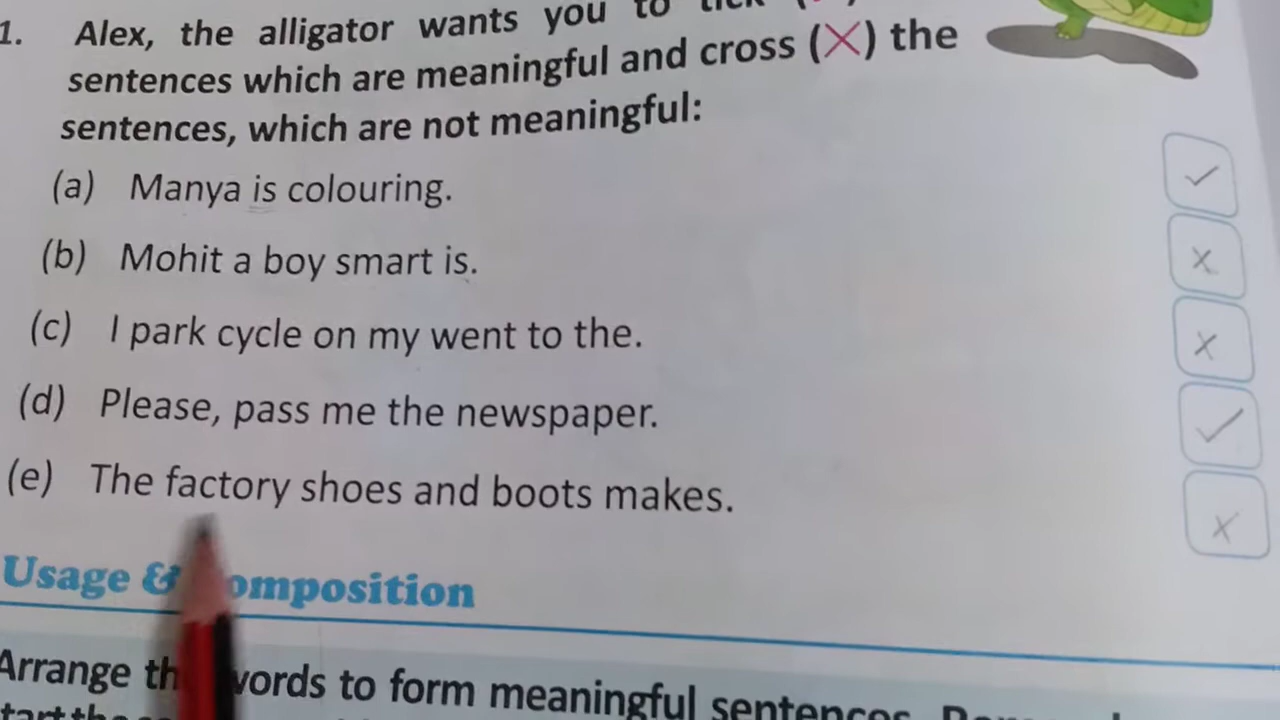 1. Alex, the alligator wants you to tick (
sentences which are meaningful and cross (X) the
sentences, which are not meaningful:
(a) Manya is colouring. ✓
(b) Mohit a boy smart is. X
(c) I park cycle on my went to the. X
(d) Please, pass me the newspaper. ✓
(e) The factory shoes and boots makes. X
Usage & omposition
Arrange th words to form meaningful sentences.